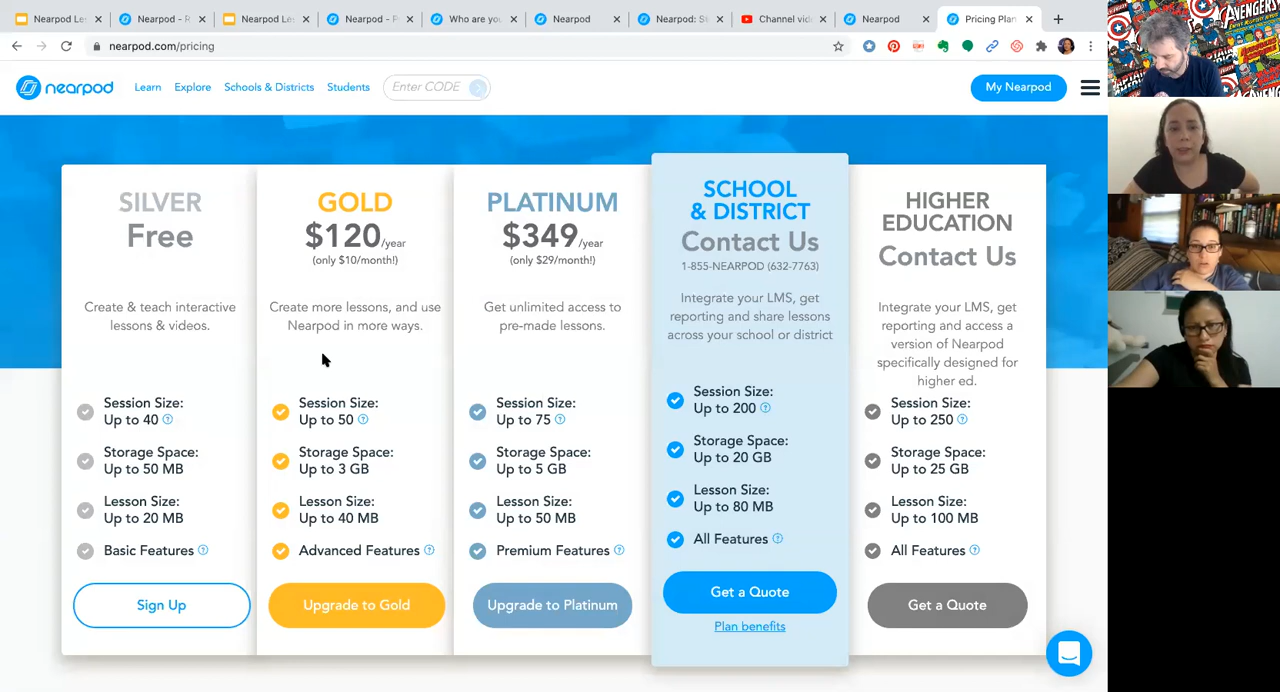 Nearpod Les
Nearpod - R
Nearpod Les
Nearpod - P
Who are you
Nearpod
Nearpod: St
Channel vid
Nearpod
Pricing Plan
nearpod.com/pricing
nearpod
Learn
Explore
Schools & Districts
Students
Enter CODE
My Nearpod
SILVER
Free
Create & teach interactive
lessons & videos.
Session Size:
Up to 40
Storage Space:
Up to 50 MB
Lesson Size:
Up to 20 MB
Basic Features
Sign Up
GOLD
$120/year
(only $10/month!)
Create more lessons, and use
Nearpod in more ways.
Session Size:
Up to 50
Storage Space:
Up to 3 GB
Lesson Size:
Up to 40 MB
Advanced Features
Upgrade to Gold
PLATINUM
$349/year
(only $29/month!)
Get unlimited access to
pre-made lessons.
Session Size:
Up to 75
Storage Space:
Up to 5 GB
Lesson Size:
Up to 50 MB
Premium Features
Upgrade to Platinum
SCHOOL
& DISTRICT
Contact Us
1-855-NEARPOD (632-7763)
Integrate your LMS, get
reporting and share lessons
across your school or district
Session Size:
Up to 200
Storage Space:
Up to 20 GB
Lesson Size:
Up to 80 MB
All Features
Get a Quote
Plan benefits
HIGHER
EDUCATION
Contact Us
Integrate your LMS, get
reporting and access a
version of Nearpod
specifically designed for
higher ed.
Session Size:
Up to 250
Storage Space:
Up to 25 GB
Lesson Size:
Up to 100 MB
All Features
Get a Quote
AVENGERS